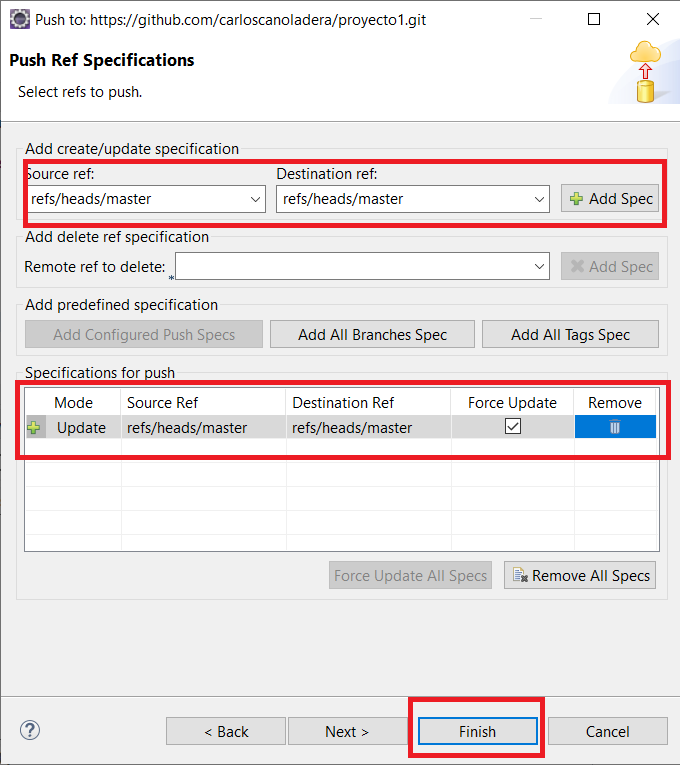 Push to: https://github.com/carloscanoladera/proyecto1.git
Push Ref Specifications
Select refs to push.
Add create/update specification
Source ref: Destination ref:
refs/heads/master refs/heads/master Add Spec
Add delete ref specification
Remote ref to delete: * Add Spec
Add predefined specification
Add Configured Push Specs Add All Branches Spec Add All Tags Spec
Specifications for push
Mode Source Ref Destination Ref Force Update Remove
Update refs/heads/master refs/heads/master
Force Update All Specs Remove All Specs
? < Back Next > Finish Cancel